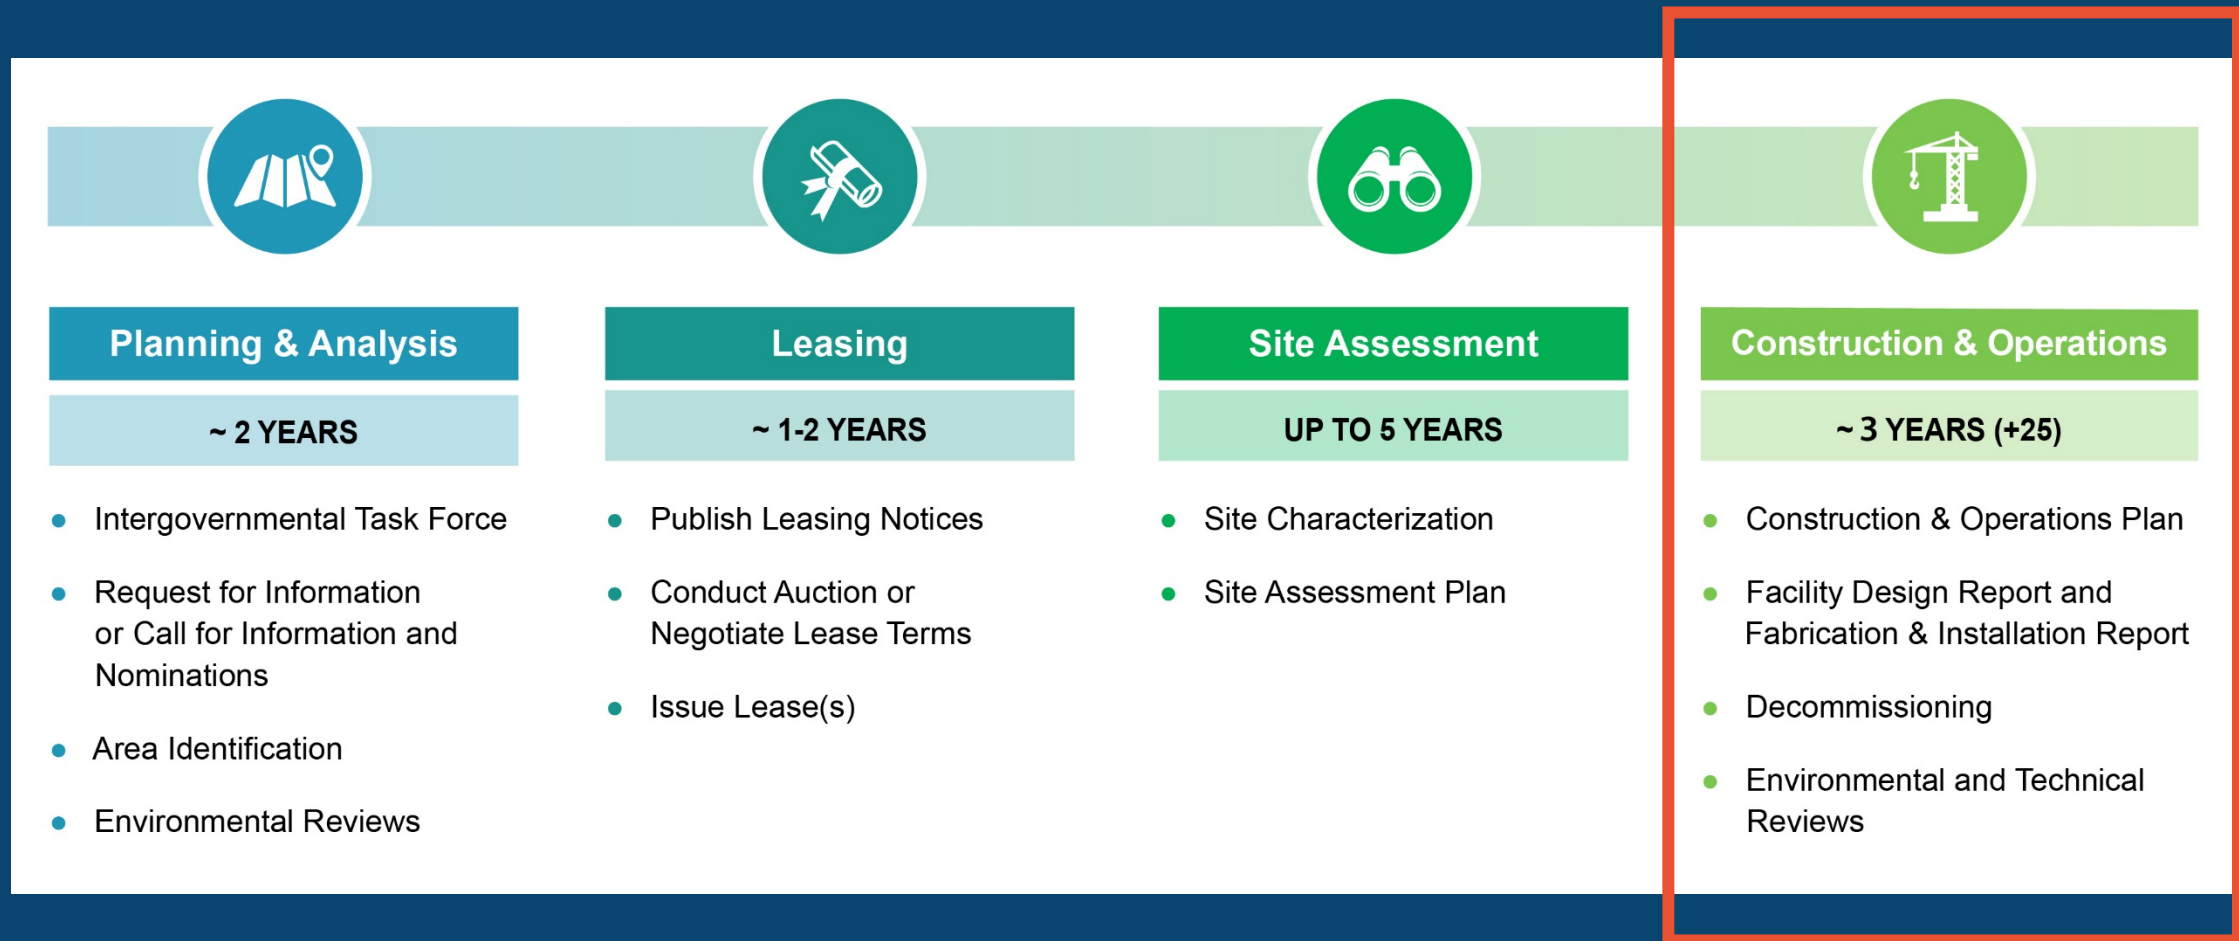 Planning & Analysis
~ 2 YEARS
Intergovernmental Task Force
Request for Information
or Call for Information and
Nominations
Area Identification
Environmental Reviews
Leasing
~ 1-2 YEARS
Publish Leasing Notices
Conduct Auction or
Negotiate Lease Terms
Issue Lease(s)
Site Assessment
UP TO 5 YEARS
Site Characterization
Site Assessment Plan
Construction & Operations
~ 3 YEARS (+25)
Construction & Operations Plan
Facility Design Report and
Fabrication & Installation Report
Decommissioning
Environmental and Technical
Reviews